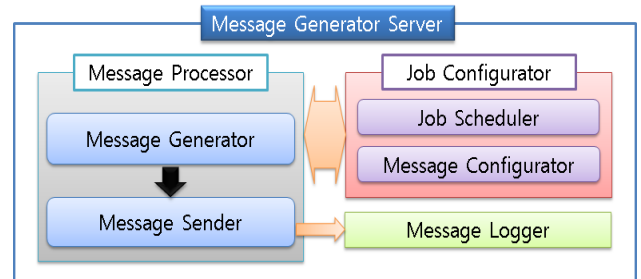 Message Generator Server
Message Processor
Message Generator
Message Sender
Job Configurator
Job Scheduler
Message Configurator
Message Logger